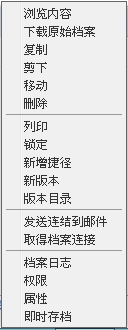 浏览内容
下载原始档案
复制
剪下
移动
删除
列印
锁定
新增捷径
新版本
版本目录
发送连结到邮件
取得档案连接
档案日志
权限
属性
即时存档